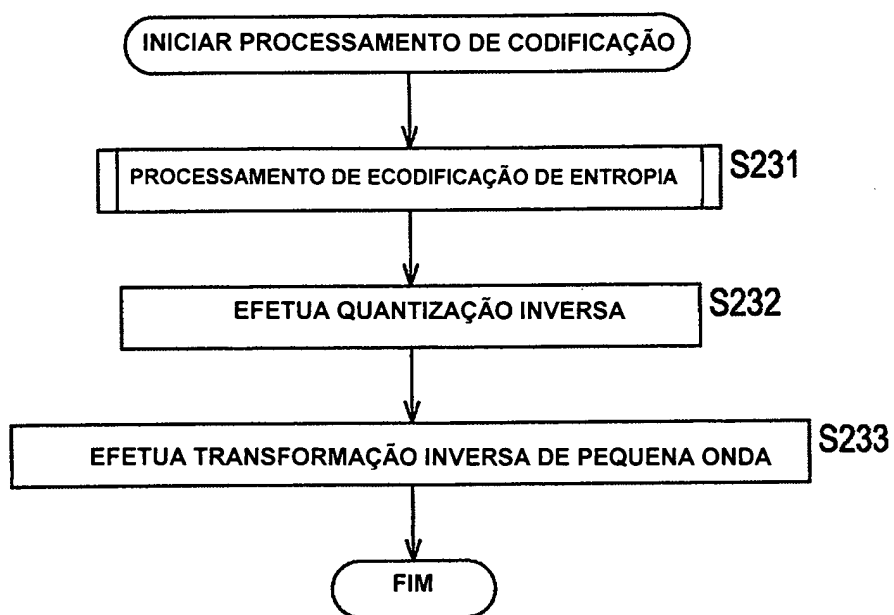 INICIAR PROCESSAMENTO DE CODIFICAÇÃO
PROCESSAMENTO DE ECODIFICAÇÃO DE ENTROPIA
S231
EFETUA QUANTIZAÇÃO INVERSA
S232
EFETUA TRANSFORMAÇÃO INVERSA DE PEQUENA ONDA
S233
FIM